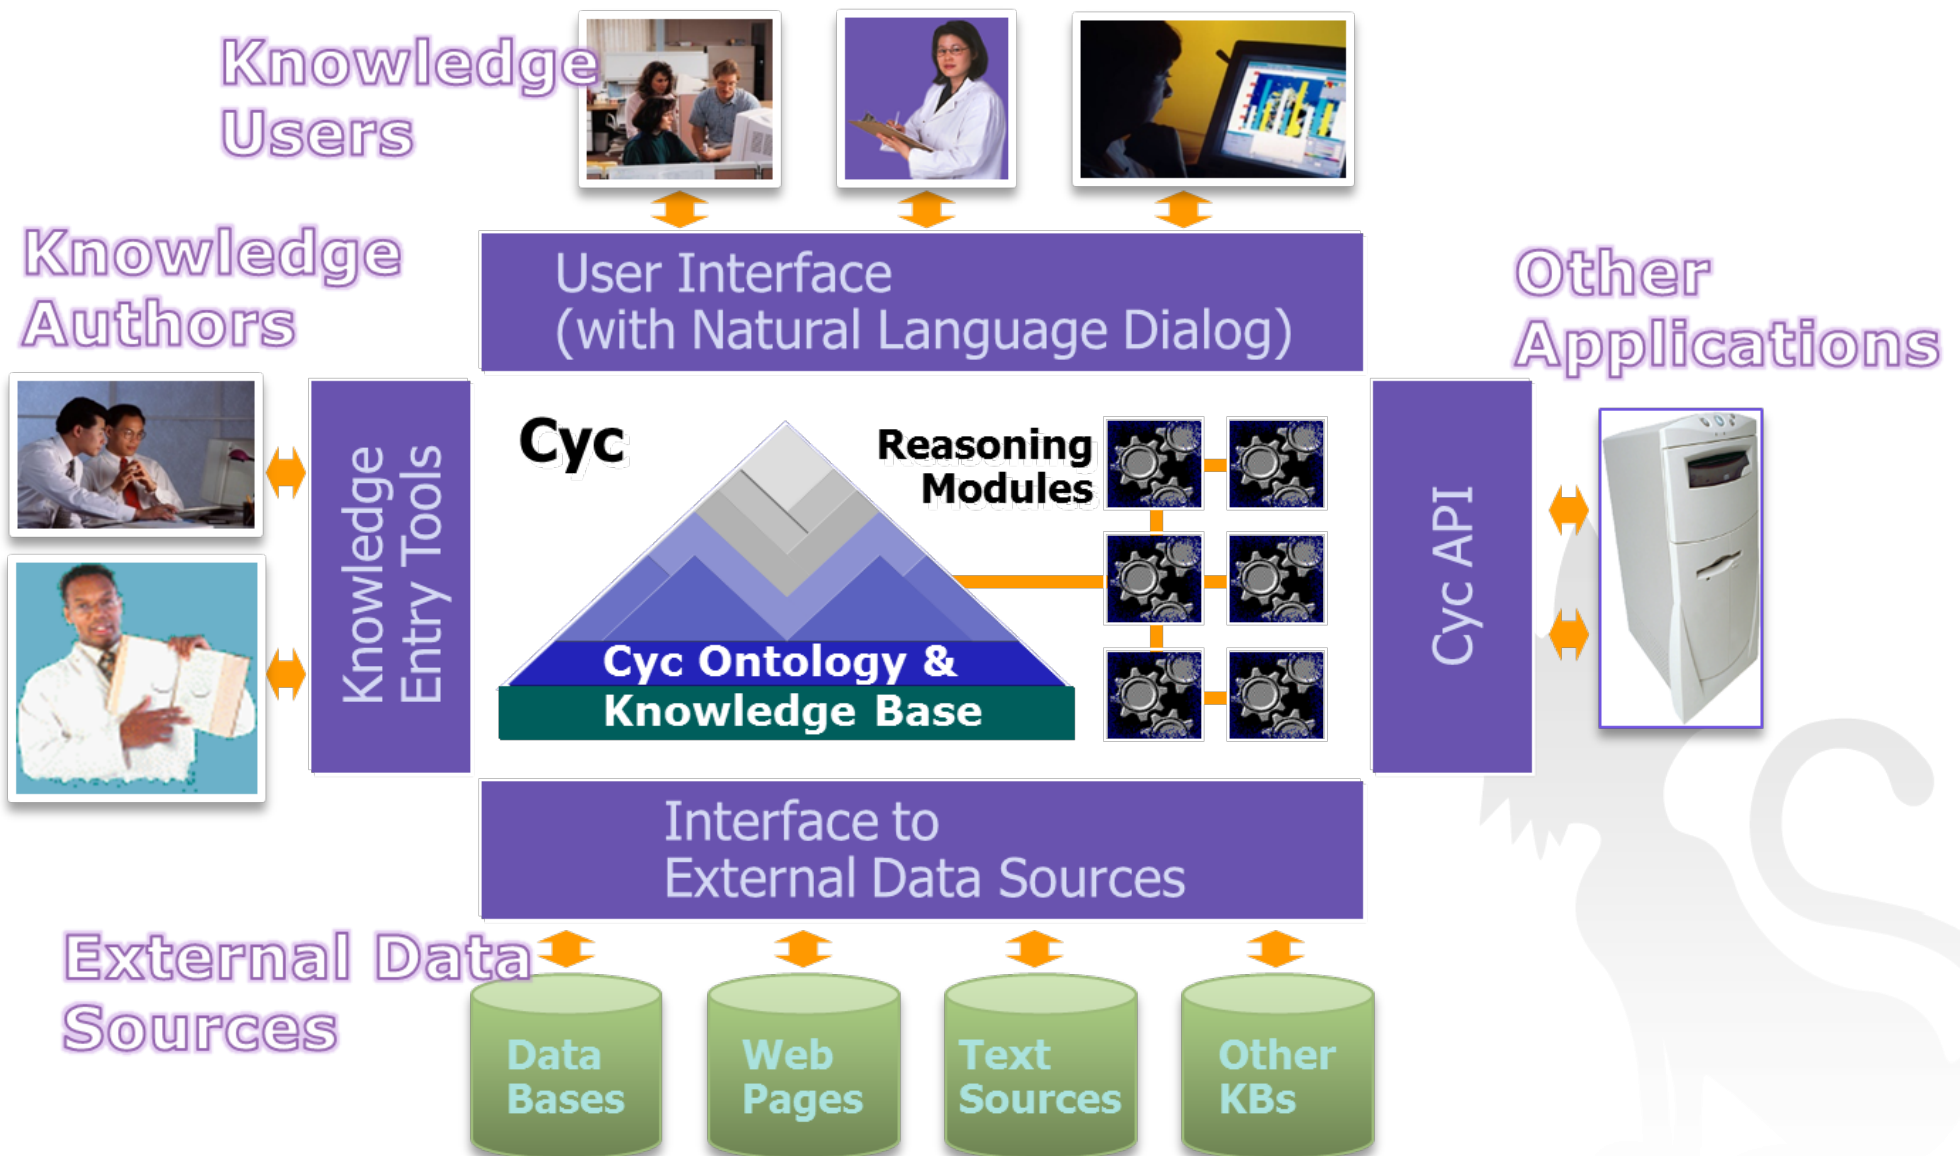 Knowledge
Users
Knowledge
Authors
User Interface
(with Natural Language Dialog)
Other
Applications
Knowledge
Entry Tools
Cyc
Reasoning
Modules
Cyc Ontology &
Knowledge Base
Cyc API
Interface to
External Data Sources
External Data
Sources
Data
Bases
Web
Pages
Text
Sources
Other
KBs